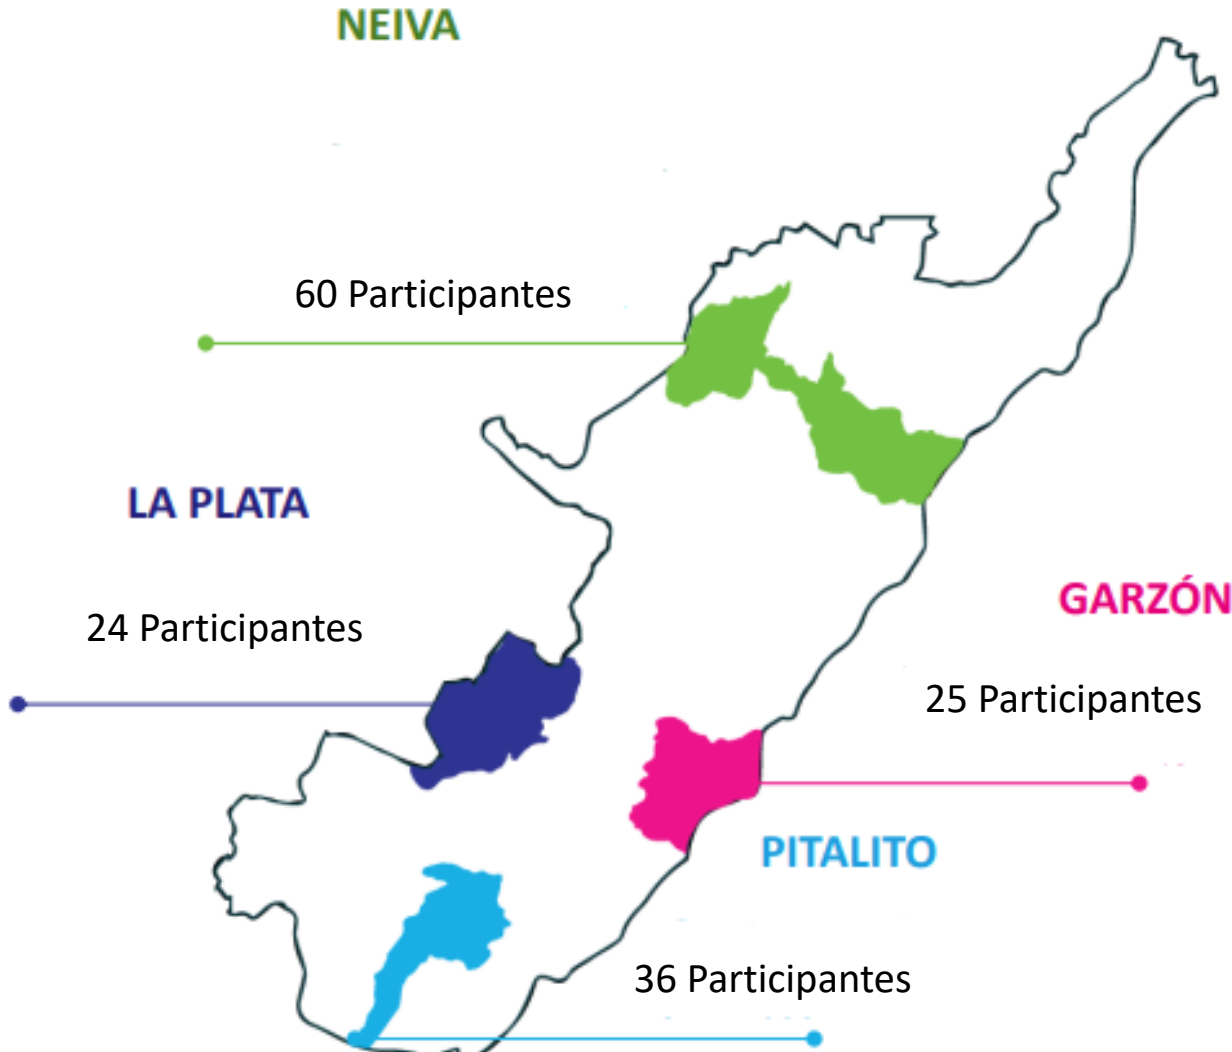 NEIVA
60 Participantes
LA PLATA
24 Participantes
GARZÓN
25 Participantes
PITALITO
36 Participantes